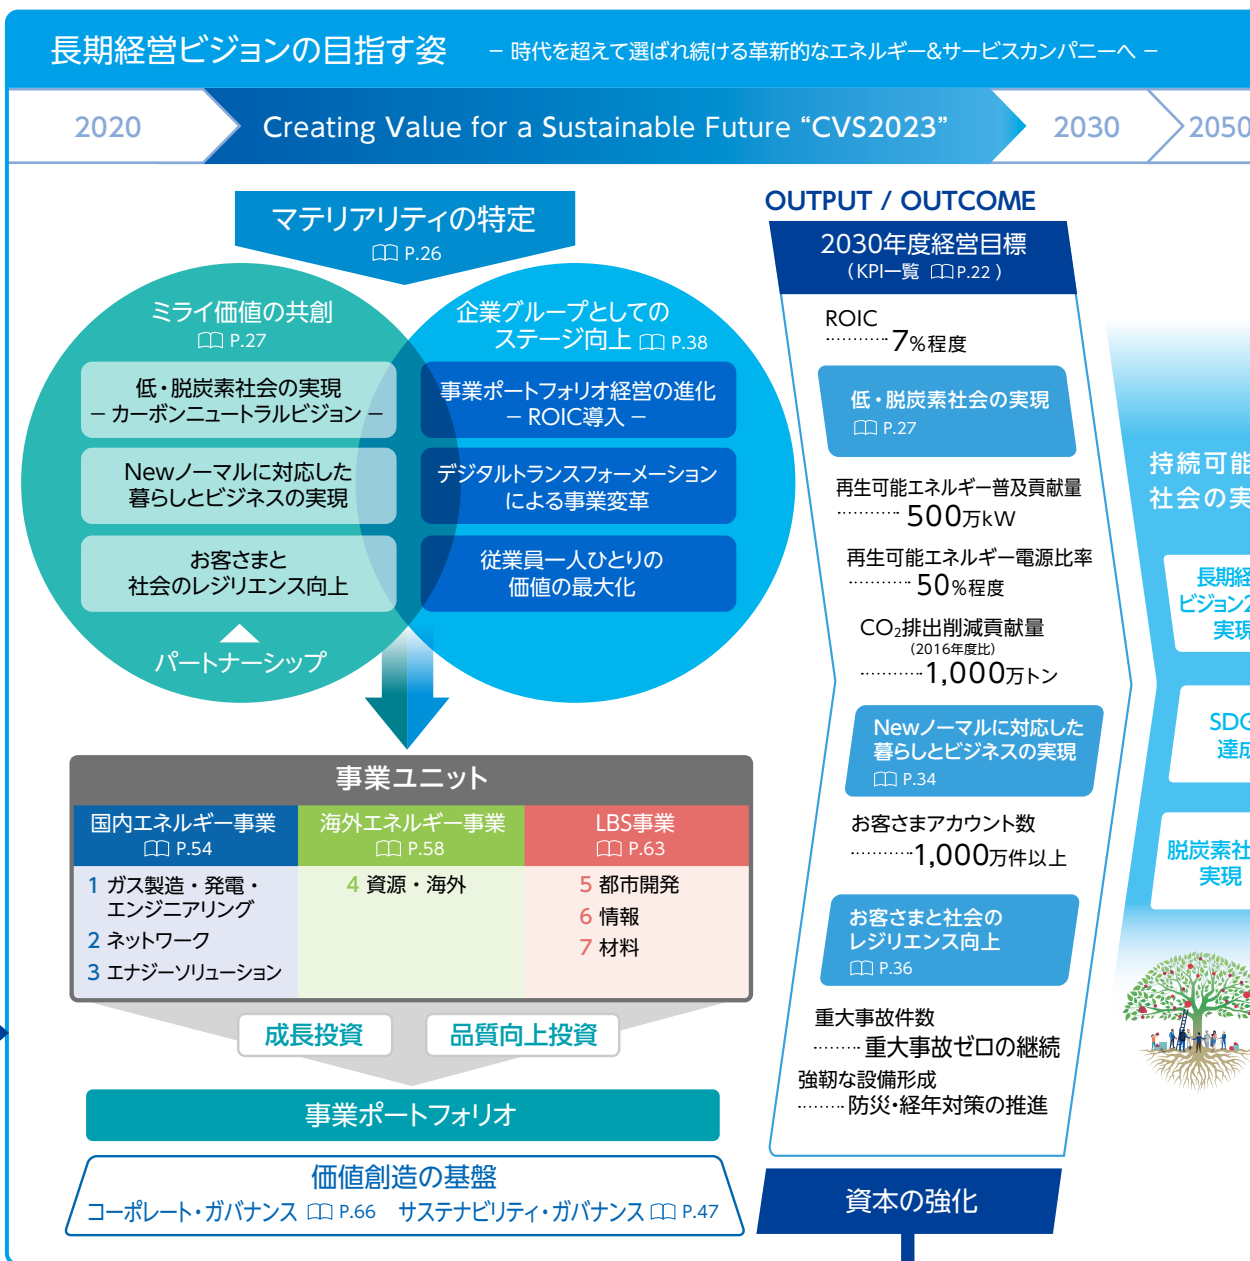 長期経営ビジョンの目指す姿 － 時代を超えて選ばれ続ける革新的なエネルギー&サービスカンパニーへ －
2020
Creating Value for a Sustainable Future “CVS2023”
2030
2050
マテリアリティの特定
P.26
ミライ価値の共創
P.27
低・脱炭素社会の実現
－ カーボンニュートラルビジョン －
Newノーマルに対応した
暮らしとビジネスの実現
お客さまと
社会のレジリエンス向上
パートナーシップ
企業グループとしての
ステージ向上 P.38
事業ポートフォリオ経営の進化
－ ROIC導入 －
デジタルトランスフォーメーション
による事業変革
従業員一人ひとりの
価値の最大化
事業ユニット
国内エネルギー事業
P.54
1 ガス製造・発電・
エンジニアリング
2 ネットワーク
3 エナジーソリューション
海外エネルギー事業
P.58
4 資源・海外
LBS事業
P.63
5 都市開発
6 情報
7 材料
成長投資
品質向上投資
事業ポートフォリオ
価値創造の基盤
コーポレート・ガバナンス P.66 サステナビリティ・ガバナンス P.47
OUTPUT / OUTCOME
2030年度経営目標
（KPI一覧 P.22）
ROIC
………… 7%程度
低・脱炭素社会の実現
P.27
再生可能エネルギー普及貢献量
………… 500万kW
再生可能エネルギー電源比率
………… 50%程度
CO₂排出削減貢献量
（2016年度比）
………… 1,000万トン
Newノーマルに対応した
暮らしとビジネスの実現
P.34
お客さまアカウント数
………… 1,000万件以上
お客さまと社会の
レジリエンス向上
P.36
重大事故件数
……… 重大事故ゼロの継続
強靭な設備形成
……… 防災・経年対策の推進
資本の強化
持続可能
社会の実
長期経
ビジョン2
実現
SDG
達成
脱炭素社
実現